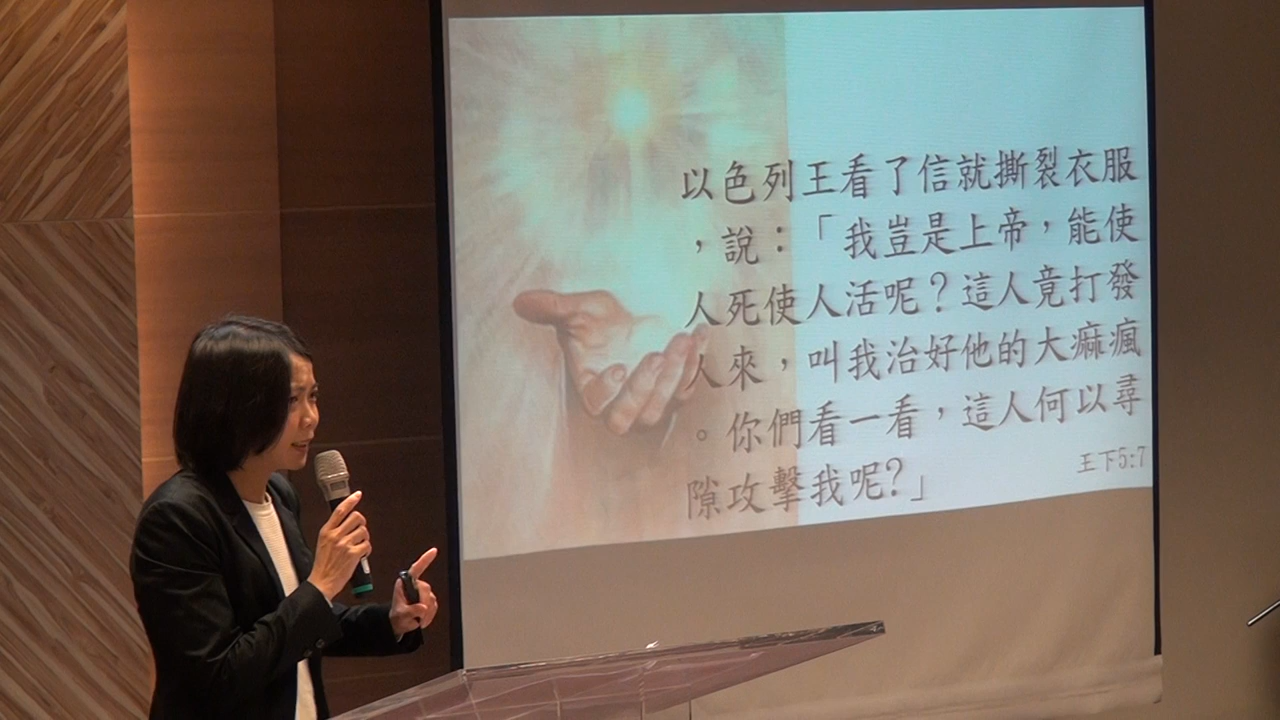 以色列王看了信就撕裂衣服
，說：「我豈是上帝，能使
人死使人活呢？這人竟打發
人來，叫我治好他的大痲瘋
。你們看一看，這人何以尋
隙攻擊我呢?」
王下5:7